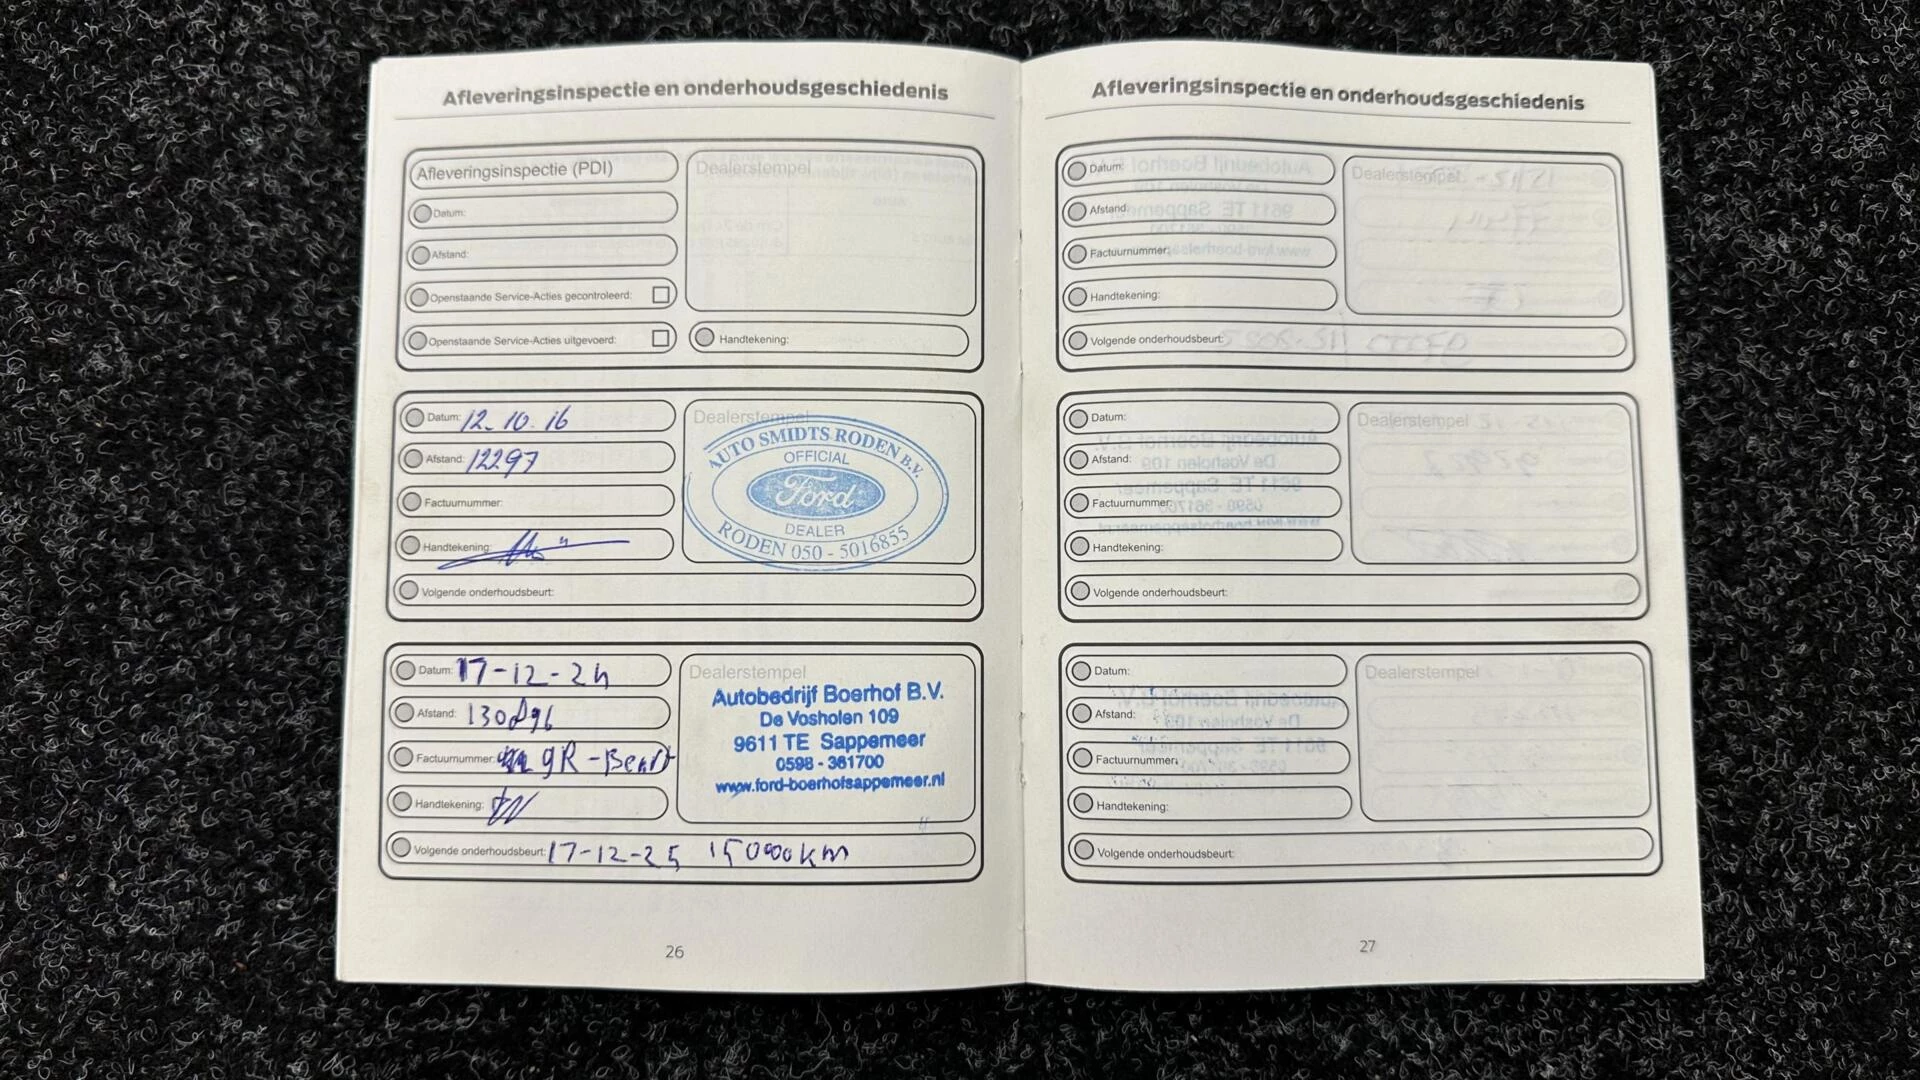 Afleveringsinspectie en onderhoudsgeschiedenis
Afleveringsinspectie (PDI)
Dealerstempel
Datum:
Afstand:
Openstaande Service-Acties gecontroleerd:
Openstaande Service-Acties uitgevoerd:
Handtekening:
Datum: 12-10-16
Afstand: 12297
Factuurnummer:
Handtekening:
Dealerstempel
AUTO SMIDTS RODEN B.V.
OFFICIAL
Ford
DEALER
RODEN 050 - 5016855
Volgende onderhoudsbeurt:
Datum: 17-12-24
Afstand: 130896
Factuurnummer: gR-Beurt
Handtekening:
Dealerstempel
Autobedrijf Boerhof B.V.
De Vosholen 109
9611 TE Sappemeer
0598 - 361700
www.ford-boerhofsappemeer.nl
Volgende onderhoudsbeurt: 17-12-25 150000km
26
Afleveringsinspectie en onderhoudsgeschiedenis
Datum:
Afstand:
Factuurnummer:
Handtekening:
Dealerstempel
Volgende onderhoudsbeurt:
Datum:
Afstand:
Factuurnummer:
Handtekening:
Dealerstempel
Volgende onderhoudsbeurt:
Datum:
Afstand:
Factuurnummer:
Handtekening:
Dealerstempel
Volgende onderhoudsbeurt:
27